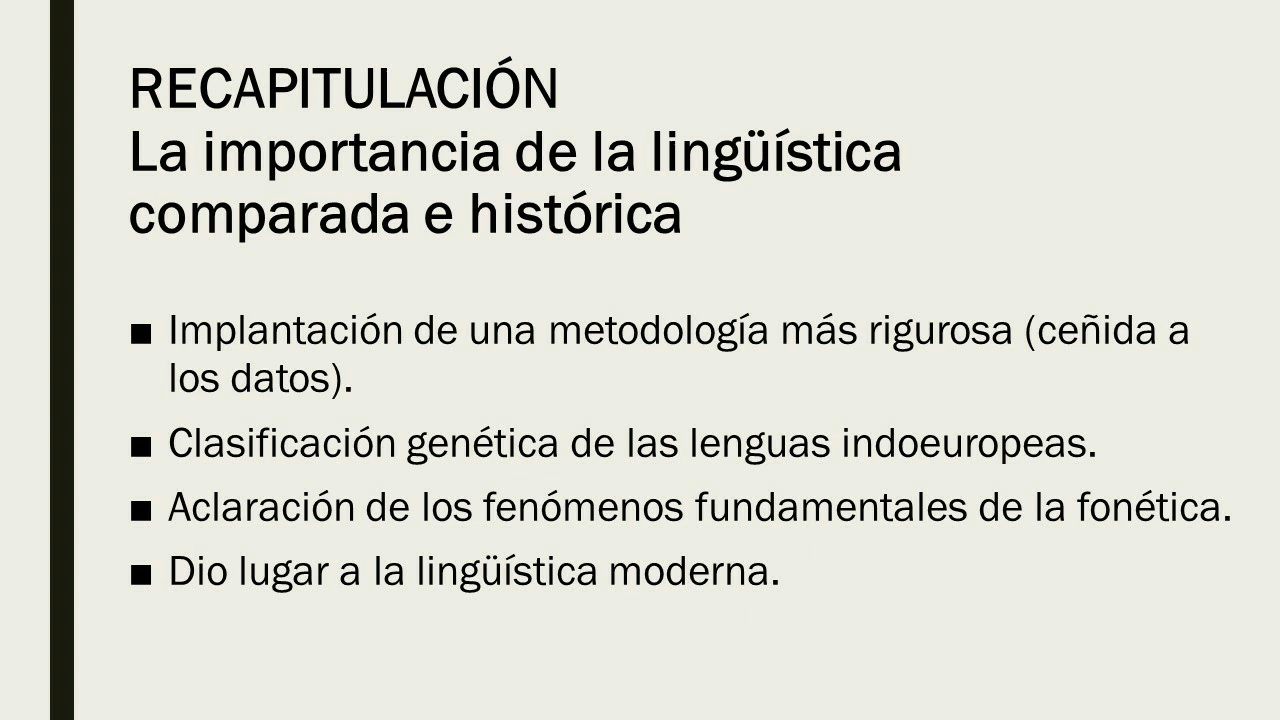 RECAPITULACIÓN
La importancia de la lingüística
comparada e histórica
■ Implantación de una metodología más rigurosa (ceñida a
los datos).
■ Clasificación genética de las lenguas indoeuropeas.
■ Aclaración de los fenómenos fundamentales de la fonética.
■ Dio lugar a la lingüística moderna.